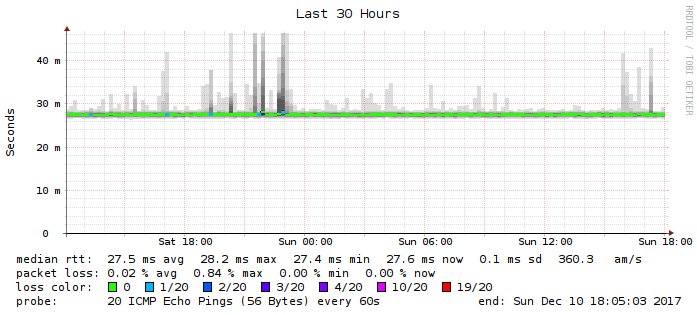 Last 30 Hours
RRDTOOL / TOBI OETIKER
Seconds
40 m
30 m
20 m
10 m
0
Sat 18:00 Sun 00:00 Sun 06:00 Sun 12:00 Sun 18:00
median rtt: 27.5 ms avg 28.2 ms max 27.4 ms min 27.6 ms now 0.1 ms sd 360.3 am/s
packet loss: 0.02 % avg 0.84 % max 0.00 % min 0.00 % now
loss color: 0 1/20 2/20 3/20 4/20 10/20 19/20
probe: 20 ICMP Echo Pings (56 Bytes) every 60s end: Sun Dec 10 18:05:03 2017